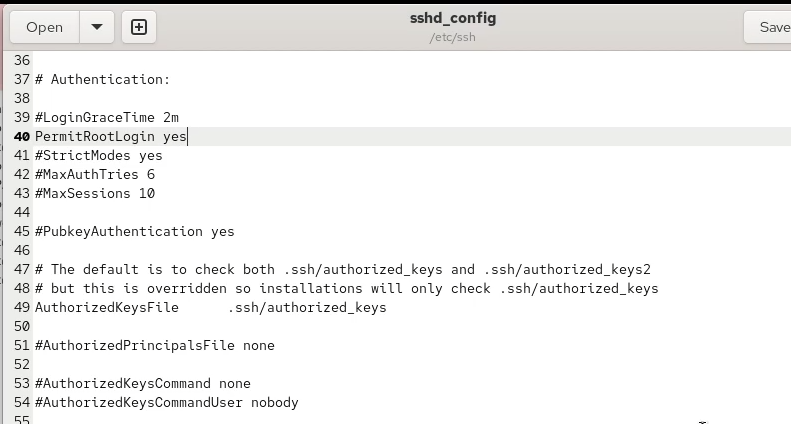 Open
sshd_config
/etc/ssh
Save
36
37 # Authentication:
38
39 #LoginGraceTime 2m
40 PermitRootLogin yes
41 #StrictModes yes
42 #MaxAuthTries 6
43 #MaxSessions 10
44
45 #PubkeyAuthentication yes
46
47 # The default is to check both .ssh/authorized_keys and .ssh/authorized_keys2
48 # but this is overridden so installations will only check .ssh/authorized_keys
49 AuthorizedKeysFile      .ssh/authorized_keys
50
51 #AuthorizedPrincipalsFile none
52
53 #AuthorizedKeysCommand none
54 #AuthorizedKeysCommandUser nobody
55